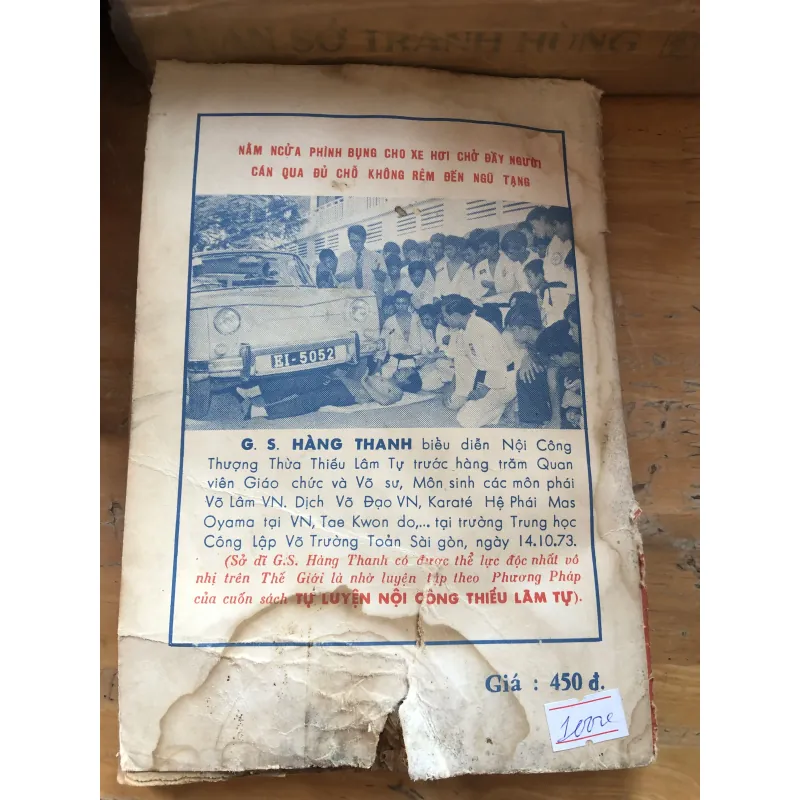 NẰM NGỬA PHÌNH BỤNG CHO XE HƠI CHỞ ĐẦY NGƯỜI
CÁN QUA ĐỦ CHỖ KHÔNG RÊM ĐẾN NGŨ TẠNG
EI-5052
G. S. HÀNG THANH biểu diễn Nội Công
Thượng Thừa Thiếu Lâm Tự trước hàng trăm Quan
viên Giáo chức và Võ sư, Môn sinh các môn phái
Võ Lâm VN. Dịch Võ Đạo VN, Karaté Hệ Phái Mas
Oyama tại VN, Tae Kwon do,... tại trường Trung học
Công Lập Võ Trường Toản Sài gòn, ngày 14.10.73.
(Sở dĩ G.S. Hàng Thanh có được thể lực độc nhất vô
nhị trên Thế Giới là nhờ luyện tập theo Phương Pháp
của cuốn sách TỰ LUYỆN NỘI CÔNG THIẾU LÂM TỰ).
Giá : 450 đ.